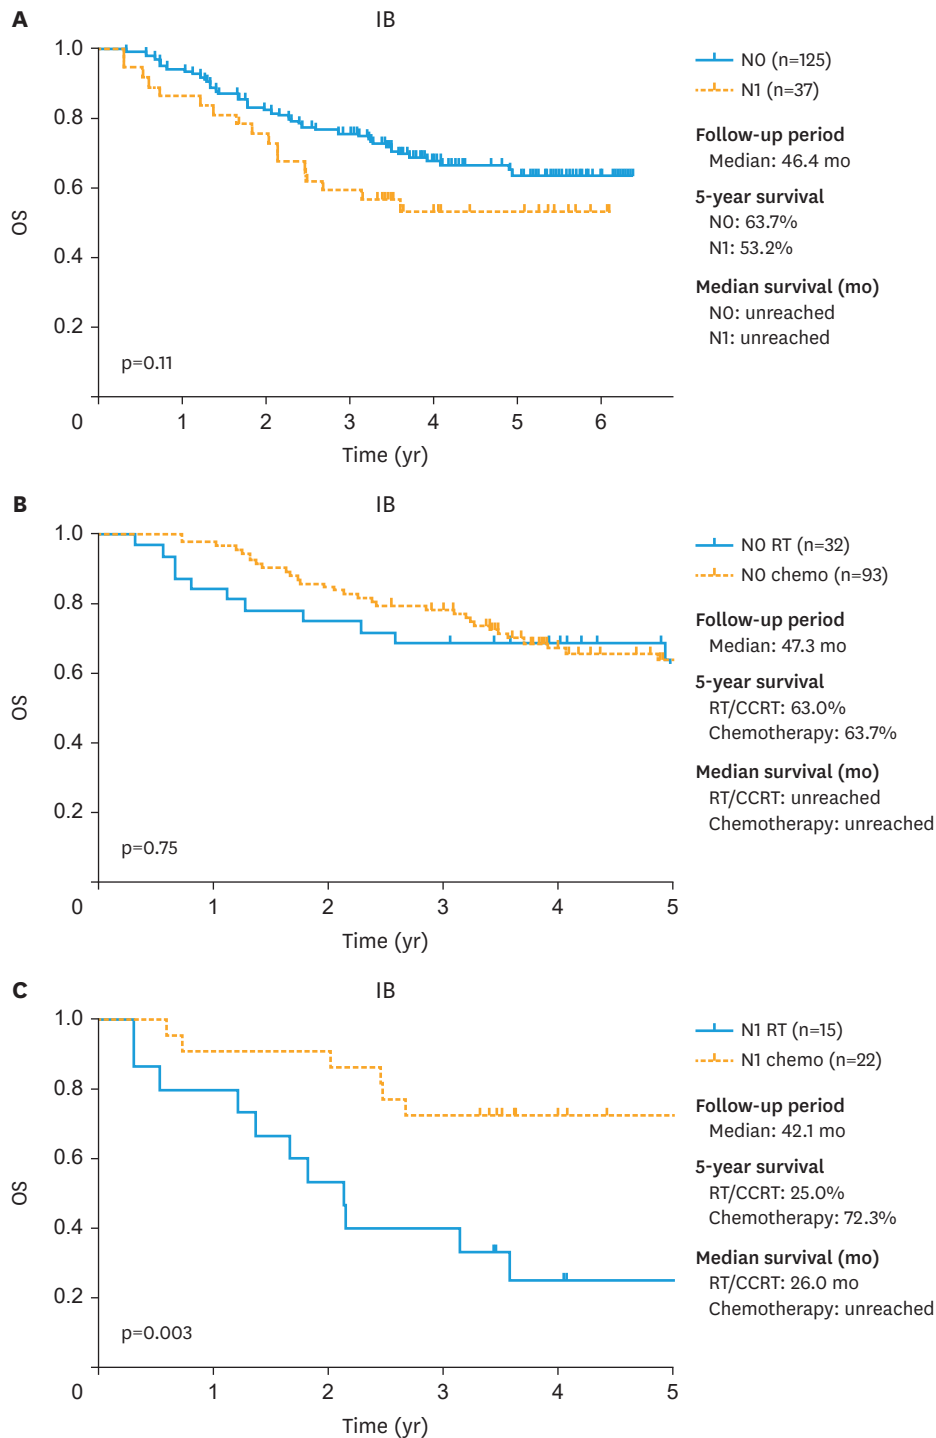 A
IB
1.0
0.8
0.6
0.4
0.2
OS
p=0.11
0 1 2 3 4 5 6
Time (yr)
N0 (n=125)
N1 (n=37)
Follow-up period
Median: 46.4 mo
5-year survival
N0: 63.7%
N1: 53.2%
Median survival (mo)
N0: unreached
N1: unreached
B
IB
1.0
0.8
0.6
0.4
0.2
OS
p=0.75
0 1 2 3 4 5
Time (yr)
N0 RT (n=32)
N0 chemo (n=93)
Follow-up period
Median: 47.3 mo
5-year survival
RT/CCRT: 63.0%
Chemotherapy: 63.7%
Median survival (mo)
RT/CCRT: unreached
Chemotherapy: unreached
C
IB
1.0
0.8
0.6
0.4
0.2
OS
p=0.003
0 1 2 3 4 5
Time (yr)
N1 RT (n=15)
N1 chemo (n=22)
Follow-up period
Median: 42.1 mo
5-year survival
RT/CCRT: 25.0%
Chemotherapy: 72.3%
Median survival (mo)
RT/CCRT: 26.0 mo
Chemotherapy: unreached